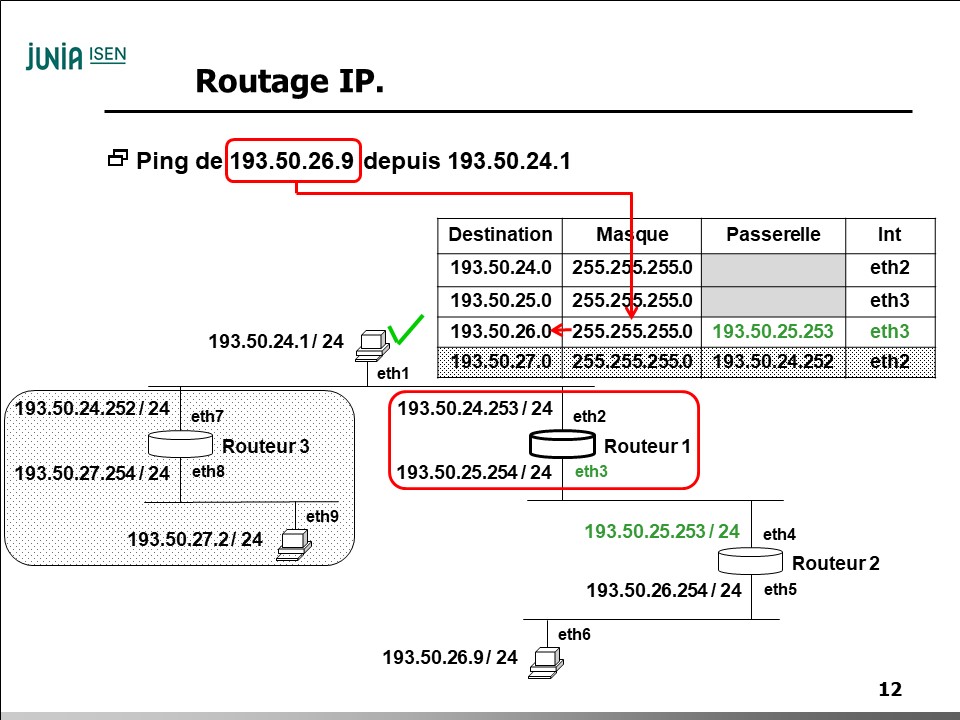 JUNIA ISEN
Routage IP.
Ping de 193.50.26.9 depuis 193.50.24.1
Destination Masque Passerelle Int
193.50.24.0 255.255.255.0 eth2
193.50.25.0 255.255.255.0 eth3
193.50.26.0 255.255.255.0 193.50.25.253 eth3
193.50.27.0 255.255.255.0 193.50.24.252 eth2
193.50.24.1 / 24
eth1
193.50.24.252 / 24
eth7
Routeur 3
193.50.27.254 / 24
eth8
eth9
193.50.27.2 / 24
193.50.24.253 / 24
eth2
Routeur 1
193.50.25.254 / 24
eth3
193.50.25.253 / 24
eth4
Routeur 2
193.50.26.254 / 24
eth5
eth6
193.50.26.9 / 24
12